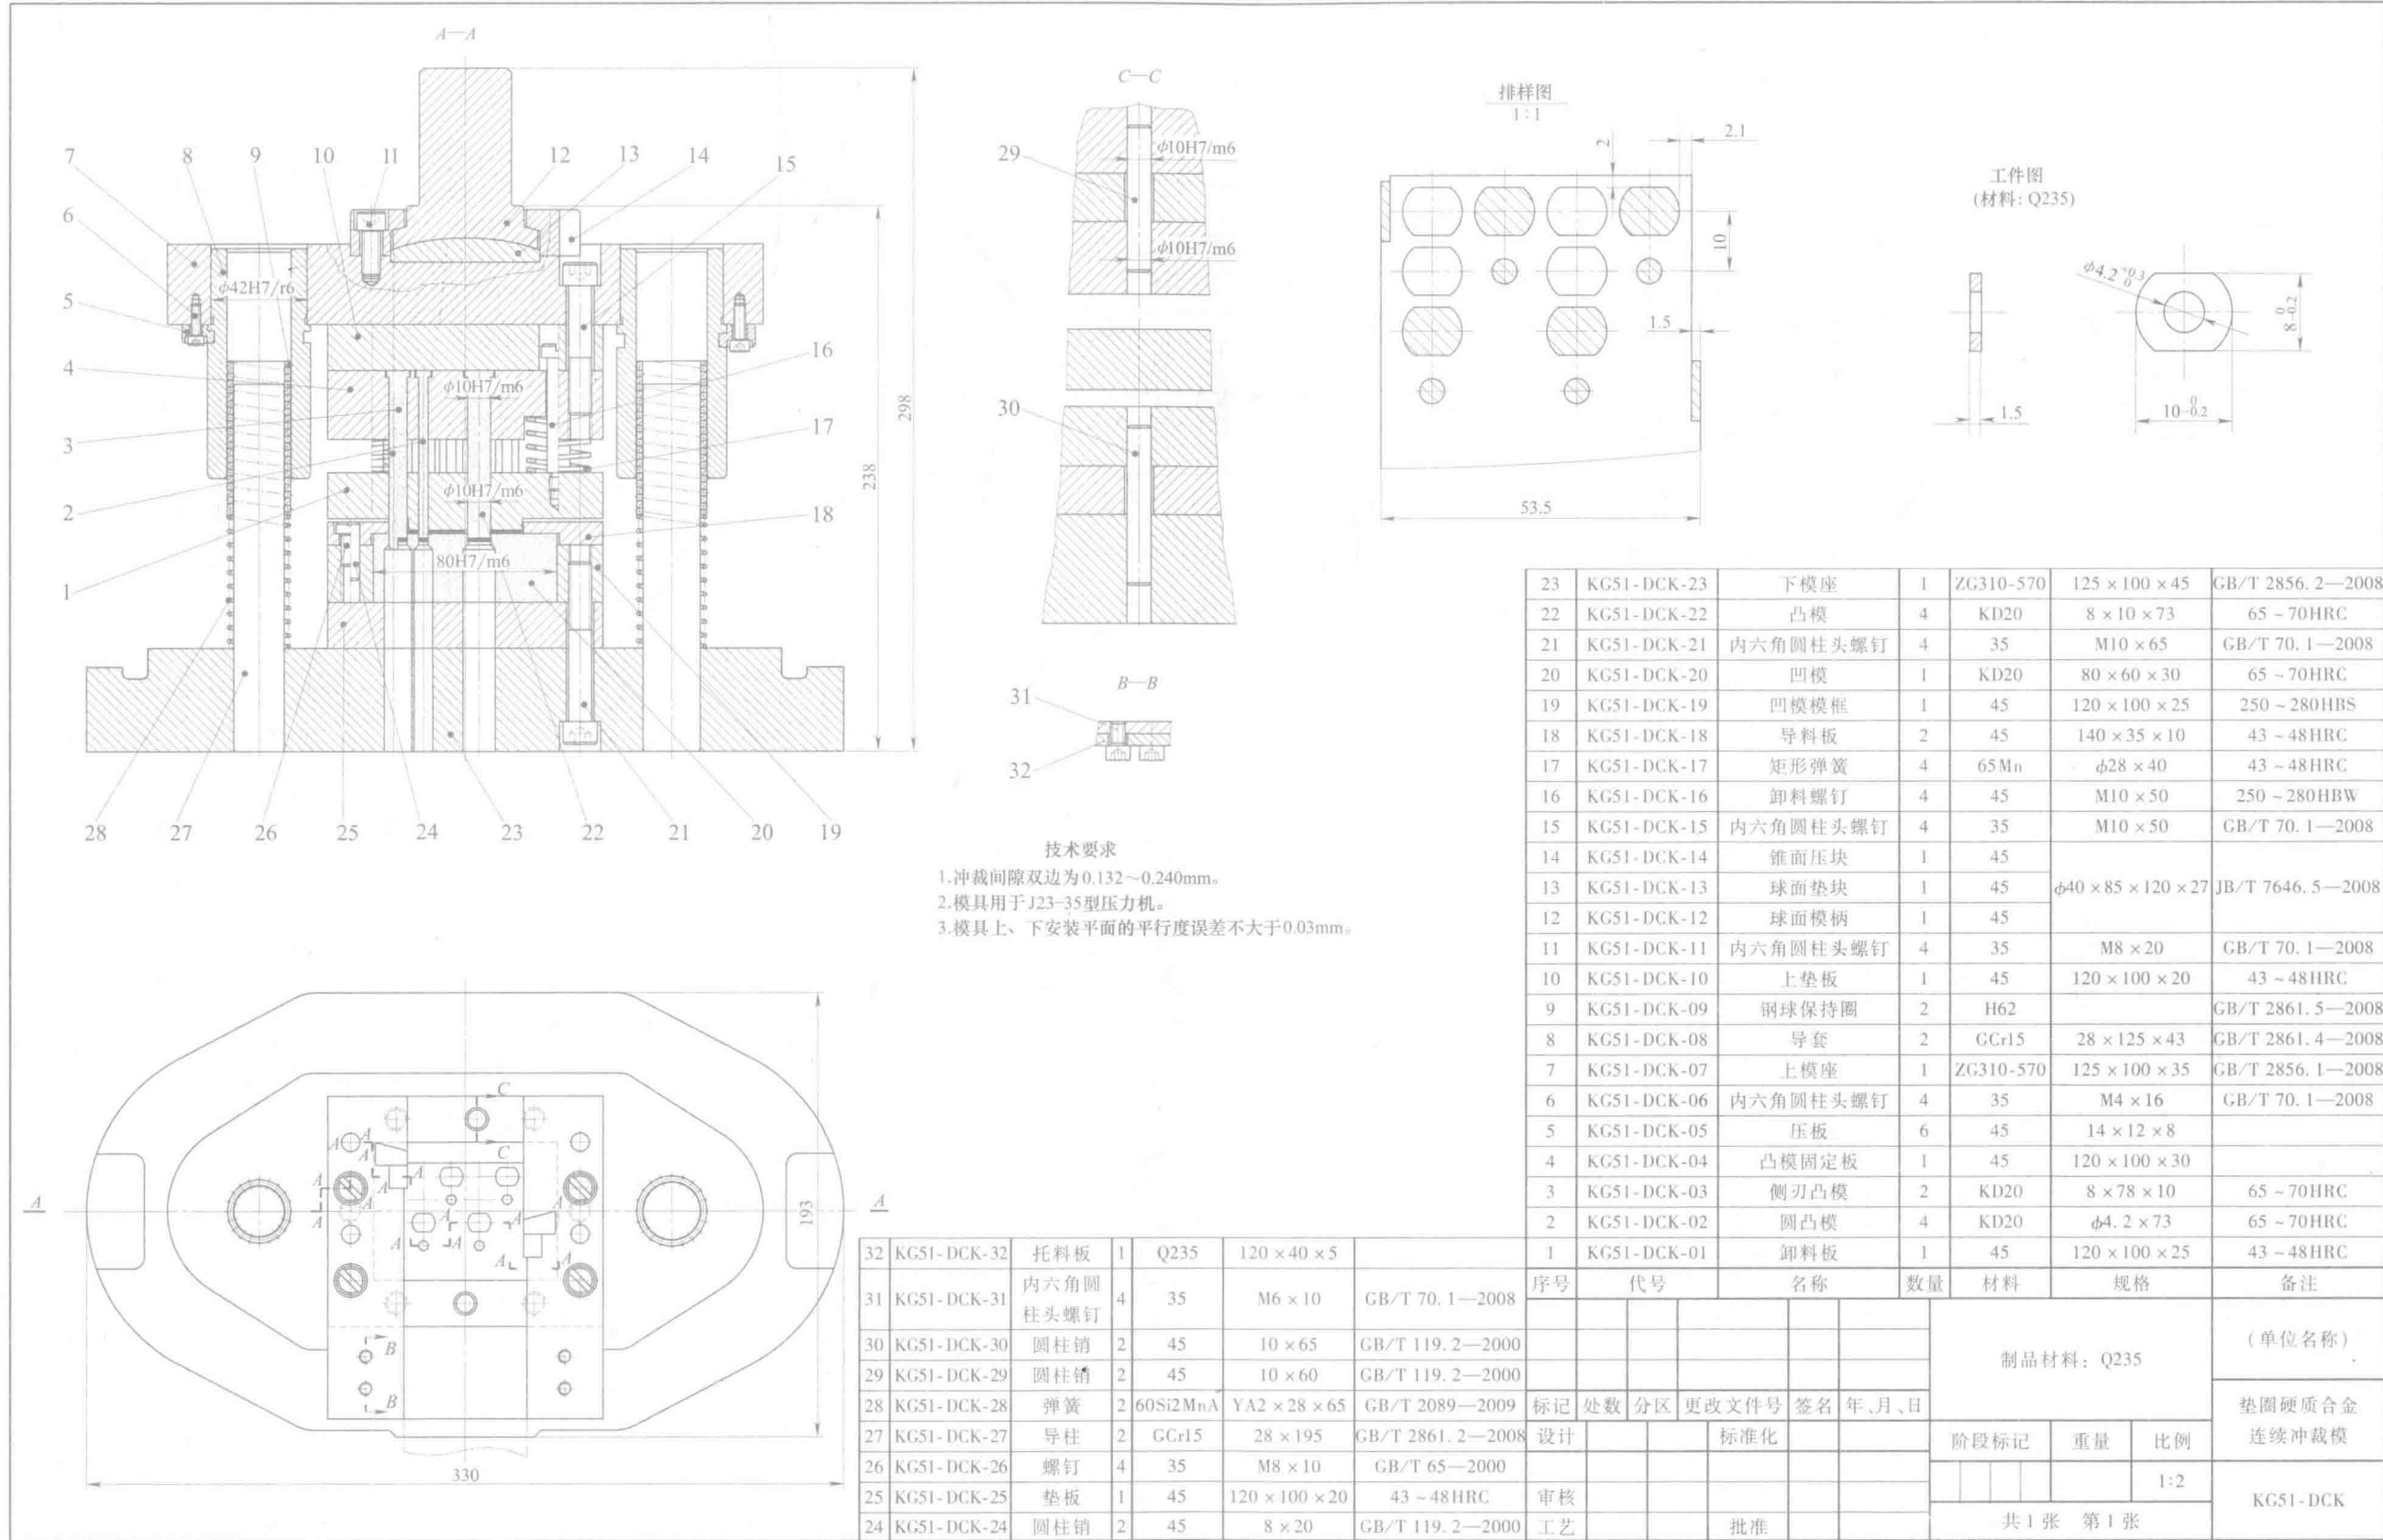 A—A
7
8
9
10
11
12
13
14
15
6
5
4
3
2
1
16
17
18
φ42H7/r6
φ10H7/m6
φ10H7/m6
80H7/m6
298
238
28
27
26
25
24
23
22
21
20
19
C—C
29
φ10H7/m6
φ10H7/m6
30
B—B
31
32
排样图
1:1
2
2.1
10
1.5
53.5
工件图
(材料: Q235)
φ4.2 +0.3 0
8 0 -0.2
1.5
10 0 -0.2
技术要求
1.冲裁间隙双边为0.132～0.240mm。
2.模具用于J23-35型压力机。
3.模具上、下安装平面的平行度误差不大于0.03mm。
A
A
C
C
A
A
A
A
A
A
A
A
A
A
A
A
A
A
B
B
193
330
23 KG51-DCK-23 下模座 1 ZG310-570 125×100×45 GB/T 2856.2—2008
22 KG51-DCK-22 凸模 4 KD20 8×10×73 65~70HRC
21 KG51-DCK-21 内六角圆柱头螺钉 4 35 M10×65 GB/T 70.1—2008
20 KG51-DCK-20 凹模 1 KD20 80×60×30 65~70HRC
19 KG51-DCK-19 凹模模框 1 45 120×100×25 250~280HBS
18 KG51-DCK-18 导料板 2 45 140×35×10 43~48HRC
17 KG51-DCK-17 矩形弹簧 4 65Mn φ28×40 43~48HRC
16 KG51-DCK-16 卸料螺钉 4 45 M10×50 250~280HBW
15 KG51-DCK-15 内六角圆柱头螺钉 4 35 M10×50 GB/T 70.1—2008
14 KG51-DCK-14 锥面压块 1 45
13 KG51-DCK-13 球面垫块 1 45 φ40×85×120×27 JB/T 7646.5—2008
12 KG51-DCK-12 球面模柄 1 45
11 KG51-DCK-11 内六角圆柱头螺钉 4 35 M8×20 GB/T 70.1—2008
10 KG51-DCK-10 上垫板 1 45 120×100×20 43~48HRC
9 KG51-DCK-09 钢球保持圈 2 H62 GB/T 2861.5—2008
8 KG51-DCK-08 导套 2 GCr15 28×125×43 GB/T 2861.4—2008
7 KG51-DCK-07 上模座 1 ZG310-570 125×100×35 GB/T 2856.1—2008
6 KG51-DCK-06 内六角圆柱头螺钉 4 35 M4×16 GB/T 70.1—2008
5 KG51-DCK-05 压板 6 45 14×12×8
4 KG51-DCK-04 凸模固定板 1 45 120×100×30
3 KG51-DCK-03 侧刃凸模 2 KD20 8×78×10 65~70HRC
2 KG51-DCK-02 圆凸模 4 KD20 φ4.2×73 65~70HRC
1 KG51-DCK-01 卸料板 1 45 120×100×25 43~48HRC
序号 代号 名称 数量 材料 规格 备注
32 KG51-DCK-32 托料板 1 Q235 120×40×5
31 KG51-DCK-31 内六角圆柱头螺钉 4 35 M6×10 GB/T 70.1—2008
30 KG51-DCK-30 圆柱销 2 45 10×65 GB/T 119.2—2000
29 KG51-DCK-29 圆柱销 2 45 10×60 GB/T 119.2—2000
28 KG51-DCK-28 弹簧 2 60Si2MnA YA2×28×65 GB/T 2089—2009
27 KG51-DCK-27 导柱 2 GCr15 28×195 GB/T 2861.2—2008
26 KG51-DCK-26 螺钉 4 35 M8×10 GB/T 65—2000
25 KG51-DCK-25 垫板 1 45 120×100×20 43~48HRC
24 KG51-DCK-24 圆柱销 2 45 8×20 GB/T 119.2—2000
制品材料: Q235
(单位名称)
标记 处数 分区 更改文件号 签名 年、月、日
垫圈硬质合金
连续冲裁模
设计 标准化
阶段标记 重量 比例
1:2
审核
KG51-DCK
工艺 批准
共1张 第1张